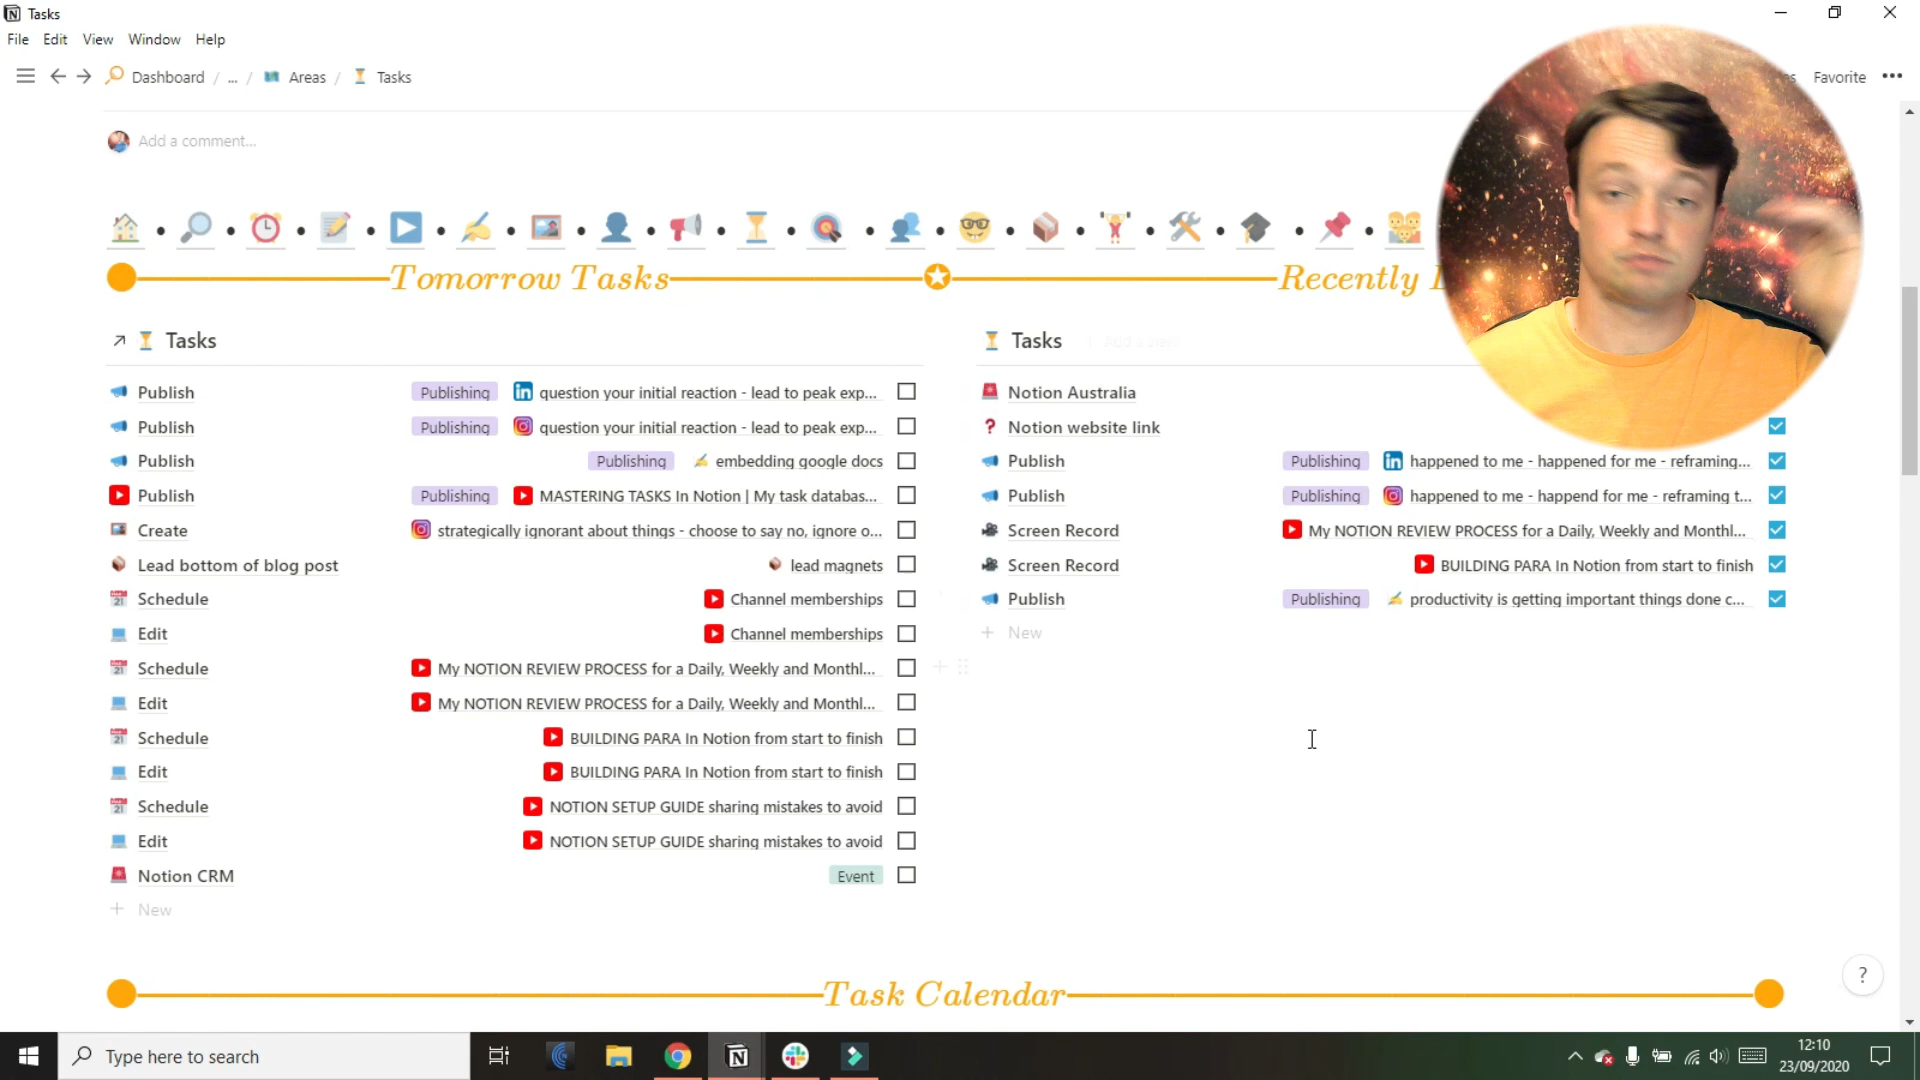 Tasks
File Edit View Window Help
Dashboard / ... / Areas / Tasks
Favorite •••
Add a comment...
Tomorrow Tasks
Recently
Tasks
Publish Publishing question your initial reaction - lead to peak exp...
Publish Publishing question your initial reaction - lead to peak exp...
Publish Publishing embedding google docs
Publish Publishing MASTERING TASKS In Notion | My task databas...
Create strategically ignorant about things - choose to say no, ignore o...
Lead bottom of blog post lead magnets
Schedule Channel memberships
Edit Channel memberships
Schedule My NOTION REVIEW PROCESS for a Daily, Weekly and Monthl...
Edit My NOTION REVIEW PROCESS for a Daily, Weekly and Monthl...
Schedule BUILDING PARA In Notion from start to finish
Edit BUILDING PARA In Notion from start to finish
Schedule NOTION SETUP GUIDE sharing mistakes to avoid
Edit NOTION SETUP GUIDE sharing mistakes to avoid
Notion CRM Event
+ New
Tasks
Notion Australia
Notion website link
Publish Publishing happened to me - happened for me - reframing...
Publish Publishing happened to me - happend for me - reframing t...
Screen Record My NOTION REVIEW PROCESS for a Daily, Weekly and Monthl...
Screen Record BUILDING PARA In Notion from start to finish
Publish Publishing productivity is getting important things done c...
+ New
Task Calendar
?
Type here to search
12:10
23/09/2020